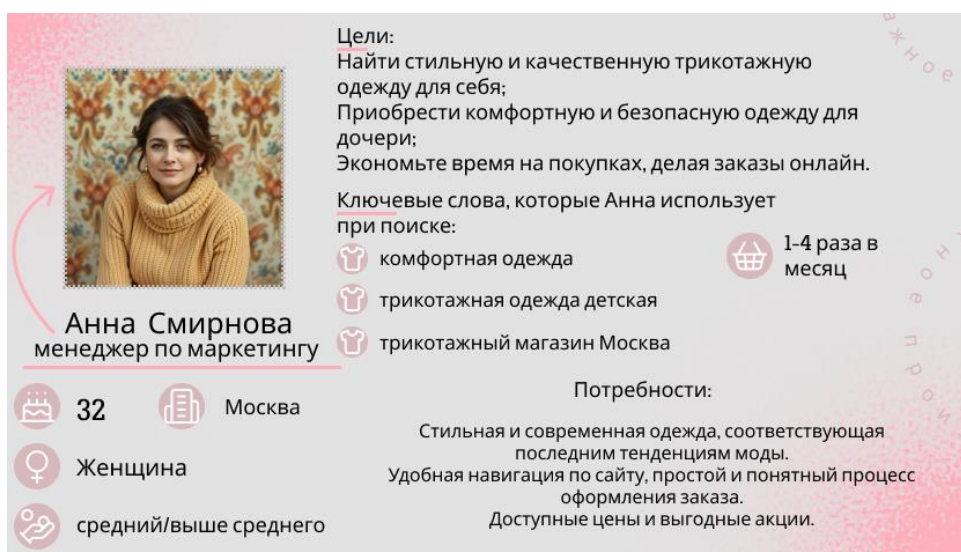 Цели:
Найти стильную и качественную трикотажную
одежду для себя;
Приобрести комфортную и безопасную одежду для
дочери;
Экономьте время на покупках, делая заказы онлайн.
Ключевые слова, которые Анна использует
при поиске:
комфортная одежда
трикотажная одежда детская
трикотажный магазин Москва
1-4 раза в
месяц
Анна Смирнова
менеджер по маркетингу
32
Москва
Женщина
средний/выше среднего
Потребности:
Стильная и современная одежда, соответствующая
последним тенденциям моды.
Удобная навигация по сайту, простой и понятный процесс
оформления заказа.
Доступные цены и выгодные акции.